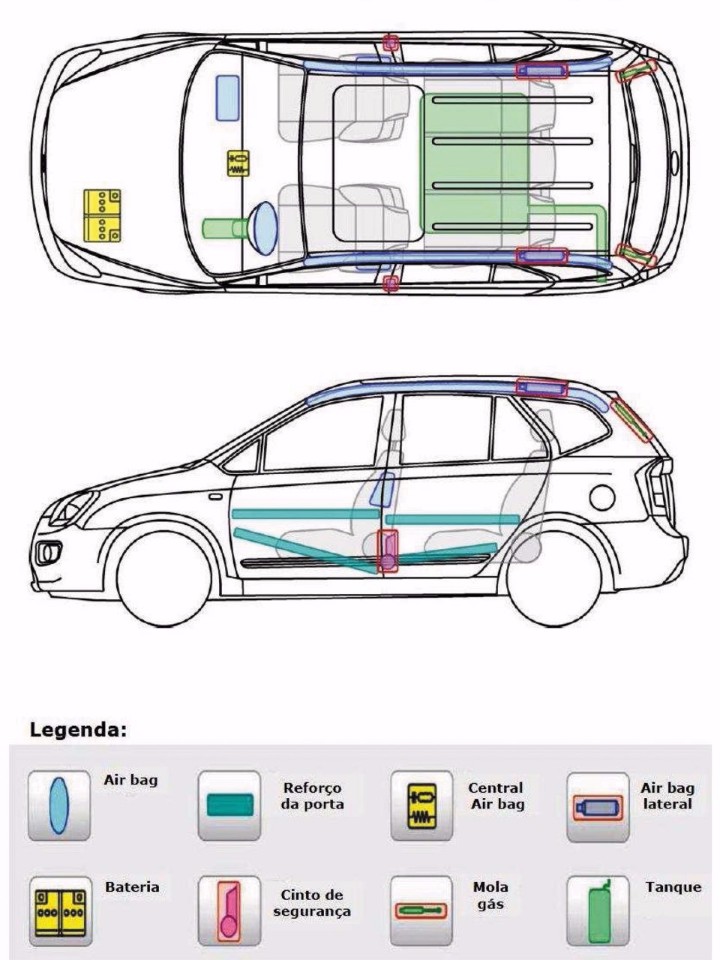 Legenda:
Air bag
Reforço
da porta
Central
Air bag
Air bag
lateral
Bateria
Cinto de
segurança
Mola
gás
Tanque